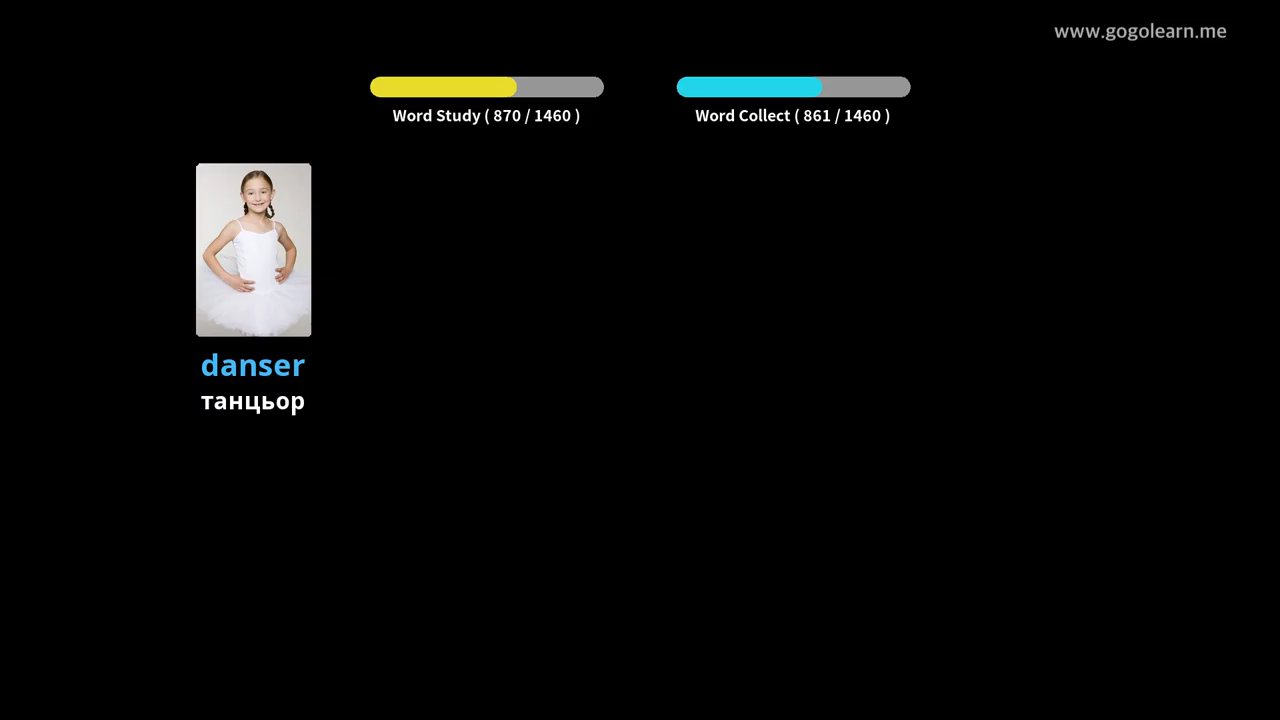 www.gogolearn.me
Word Study ( 870 / 1460 )
Word Collect ( 861 / 1460 )
danser
танцьор